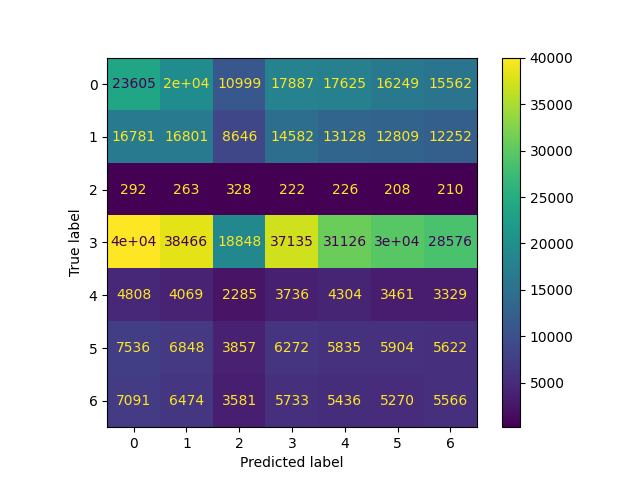 0 23605 2e+04 10999 17887 17625 16249 15562
1 16781 16801 8646 14582 13128 12809 12252
2 292 263 328 222 226 208 210
3 4e+04 38466 18848 37135 31126 3e+04 28576
4 4808 4069 2285 3736 4304 3461 3329
5 7536 6848 3857 6272 5835 5904 5622
6 7091 6474 3581 5733 5436 5270 5566
0 1 2 3 4 5 6
True label
Predicted label
40000
35000
30000
25000
20000
15000
10000
5000